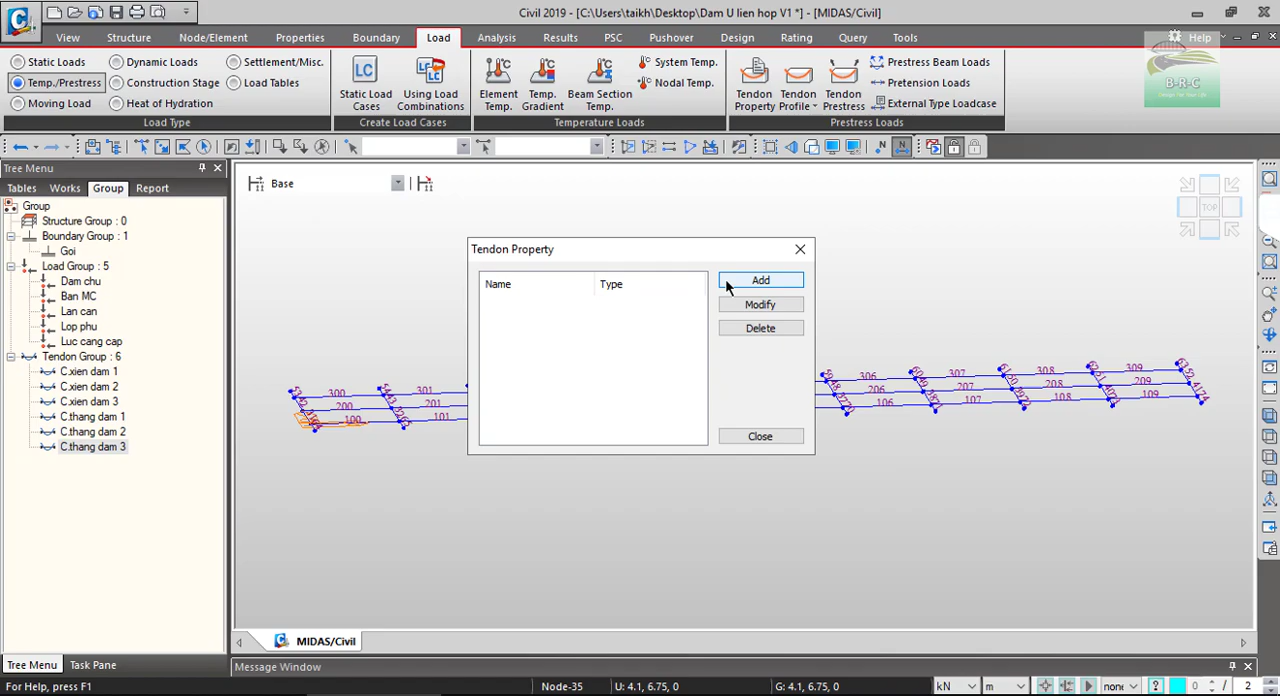 Civil 2019 - [C:\Users\taikh\Desktop\Dam U lien hop V1 *] - [MIDAS/Civil]
View Structure Node/Element Properties Boundary Load Analysis Results PSC Pushover Design Rating Query Tools Help
Static Loads Dynamic Loads Settlement/Misc.
Temp./Prestress Construction Stage Load Tables
Moving Load Heat of Hydration
Load Type
Static Load Cases
Using Load Combinations
Create Load Cases
Element Temp.
Temp. Gradient
Beam Section Temp.
System Temp.
Nodal Temp.
Temperature Loads
Tendon Property
Tendon Profile
Tendon Prestress
Prestress Beam Loads
Pretension Loads
External Type Loadcase
Prestress Loads
B-R-C
Tree Menu
Tables Works Group Report
Group
Structure Group : 0
Boundary Group : 1
Goi
Load Group : 5
Dam chu
Ban MC
Lan can
Lop phu
Luc cang cap
Tendon Group : 6
C.xien dam 1
C.xien dam 2
C.xien dam 3
C.thang dam 1
C.thang dam 2
C.thang dam 3
Base
TOP
Tendon Property
Name Type
Add
Modify
Delete
Close
300 301 306 307 308 309
200 201 206 207 208 209
100 101 106 107 108 109
MIDAS/Civil
Tree Menu Task Pane
Message Window
For Help, press F1
Node-35
U: 4.1, 6.75, 0
G: 4.1, 6.75, 0
kN m none ? 0 / 2